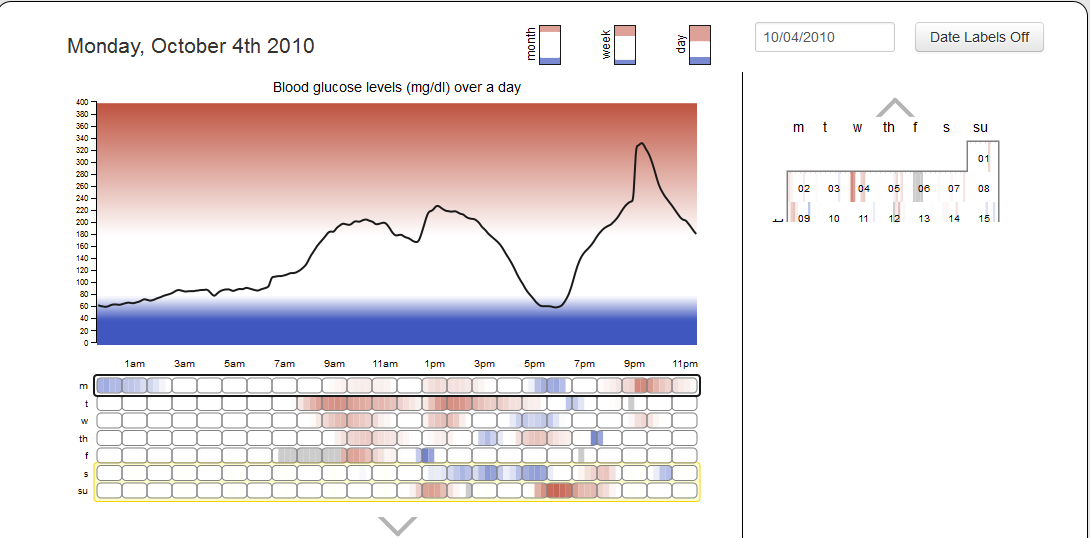 Monday, October 4th 2010
month
week
day
10/04/2010
Date Labels Off
Blood glucose levels (mg/dl) over a day
400
380
360
340
320
300
280
260
240
220
200
180
160
140
120
100
80
60
40
20
0
1am 3am 5am 7am 9am 11am 1pm 3pm 5pm 7pm 9pm 11pm
m
t
w
th
f
s
su
m t w th f s su
01
02 03 04 05 06 07 08
09 10 11 12 13 14 15